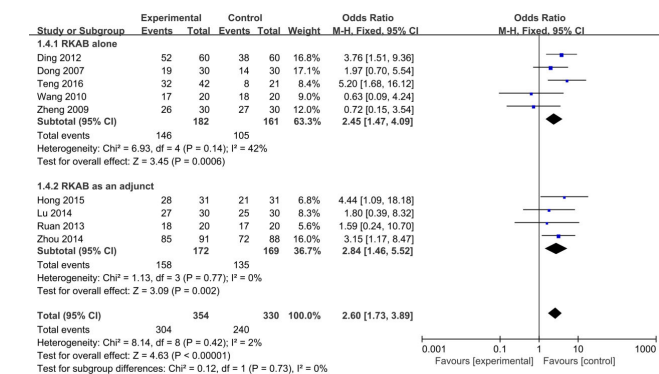 Experimental Control Odds Ratio Odds Ratio
Study or Subgroup Events Total Events Total Weight M-H, Fixed, 95% CI M-H, Fixed, 95% CI
1.4.1 RKAB alone
Ding 2012 52 60 38 60 16.8% 3.76 [1.51, 9.36]
Dong 2007 19 30 14 30 17.1% 1.97 [0.70, 5.54]
Teng 2016 32 42 8 21 8.5% 5.20 [1.68, 16.12]
Wang 2010 17 20 18 20 9.0% 0.63 [0.09, 4.24]
Zheng 2009 26 30 27 30 12.0% 0.72 [0.15, 3.54]
Subtotal (95% CI) 182 161 63.3% 2.45 [1.47, 4.09]
Total events 146 105
Heterogeneity: Chi² = 6.93, df = 4 (P = 0.14); I² = 42%
Test for overall effect: Z = 3.45 (P = 0.0006)
1.4.2 RKAB as an adjunct
Hong 2015 28 31 21 31 6.8% 4.44 [1.09, 18.18]
Lu 2014 27 30 25 30 8.3% 1.80 [0.39, 8.32]
Ruan 2013 18 20 17 20 5.6% 1.59 [0.24, 10.70]
Zhou 2014 85 91 72 88 16.0% 3.15 [1.17, 8.47]
Subtotal (95% CI) 172 169 36.7% 2.84 [1.46, 5.52]
Total events 158 135
Heterogeneity: Chi² = 1.13, df = 3 (P = 0.77); I² = 0%
Test for overall effect: Z = 3.09 (P = 0.002)
Total (95% CI) 354 330 100.0% 2.60 [1.73, 3.89]
Total events 304 240
Heterogeneity: Chi² = 8.14, df = 8 (P = 0.42); I² = 2%
Test for overall effect: Z = 4.63 (P < 0.00001)
Test for subgroup differences: Chi² = 0.12, df = 1 (P = 0.73), I² = 0%
0.001 0.1 1 10 1000
Favours [experimental] Favours [control]